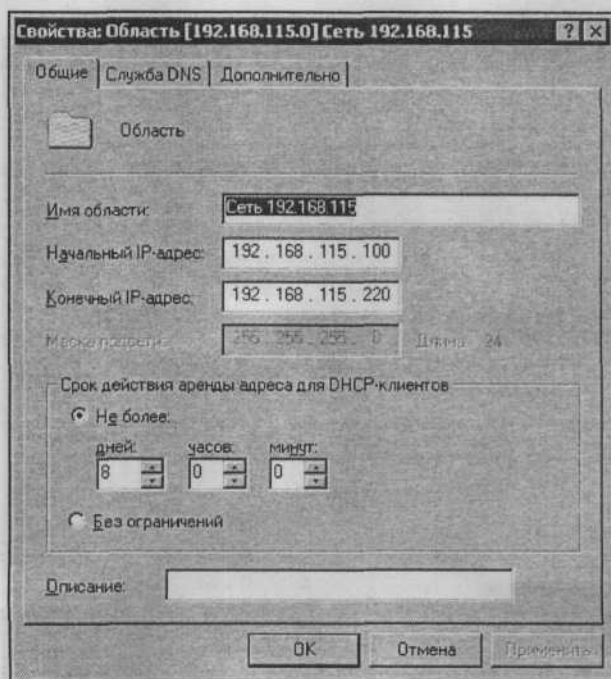 Свойства: Область [192.168.115.0] Сеть 192.168.115
Общие Служба DNS Дополнительно
Область
Имя области: Сеть 192.168.115
Начальный IP-адрес: 192 . 168 . 115 . 100
Конечный IP-адрес: 192 . 168 . 115 . 220
Маска подсети: 255 . 255 . 255 . 0 Длина: 24
Срок действия аренды адреса для DHCP-клиентов
Не более:
дней: часов: минут:
8 0 0
Без ограничений
Описание:
OK Отмена Применить